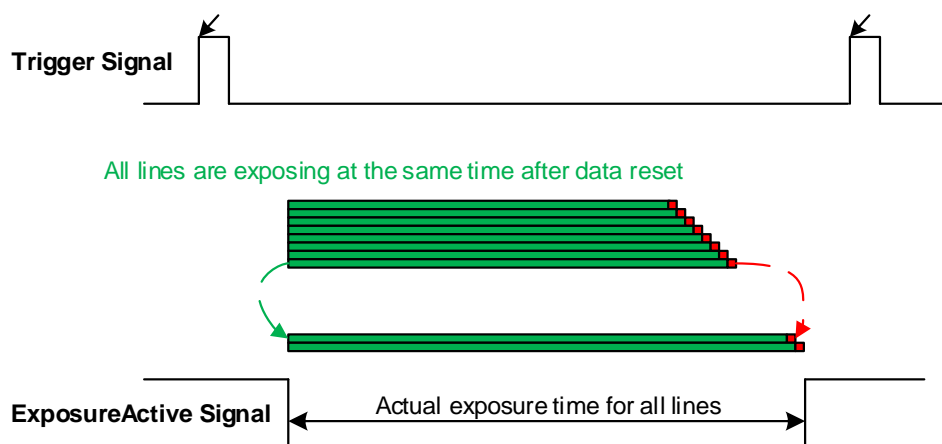 Trigger Signal
All lines are exposing at the same time after data reset
Actual exposure time for all lines
ExposureActive Signal